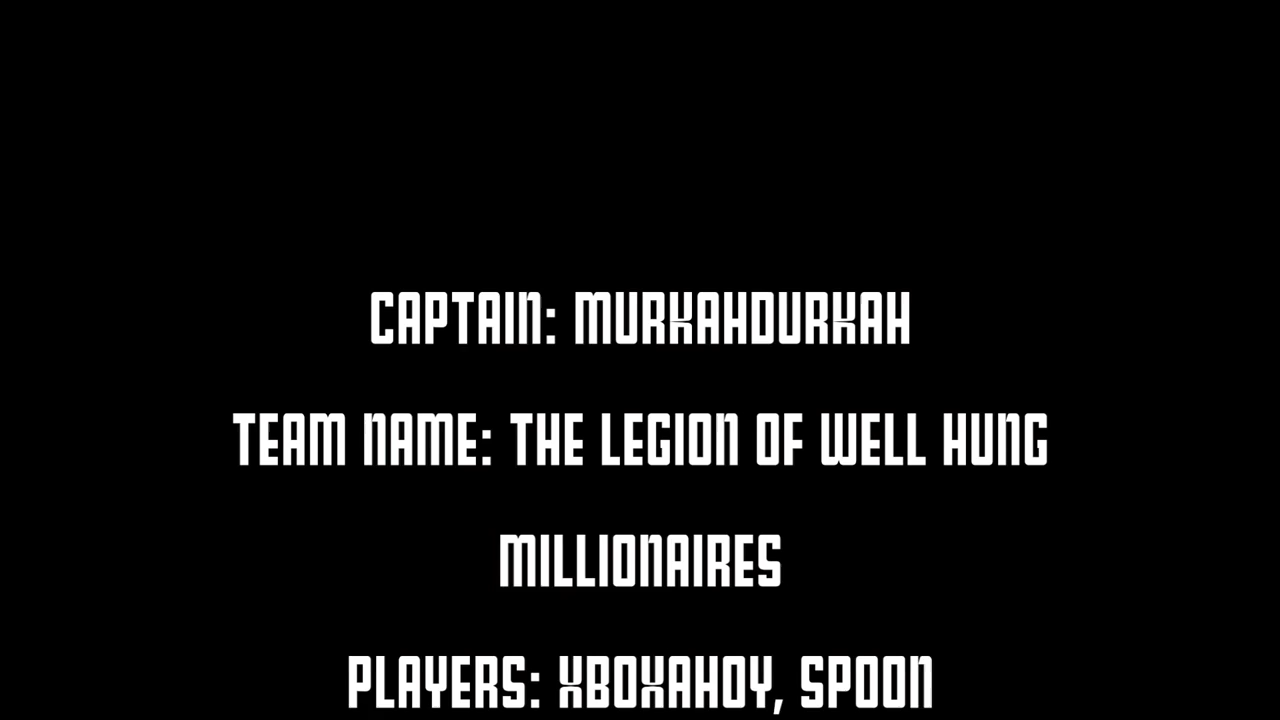 CAPTAIN: MURKAHDURKAH
TEAM NAME: THE LEGION OF WELL HUNG
MILLIONAIRES
PLAYERS: XBOXAHOY, SPOON